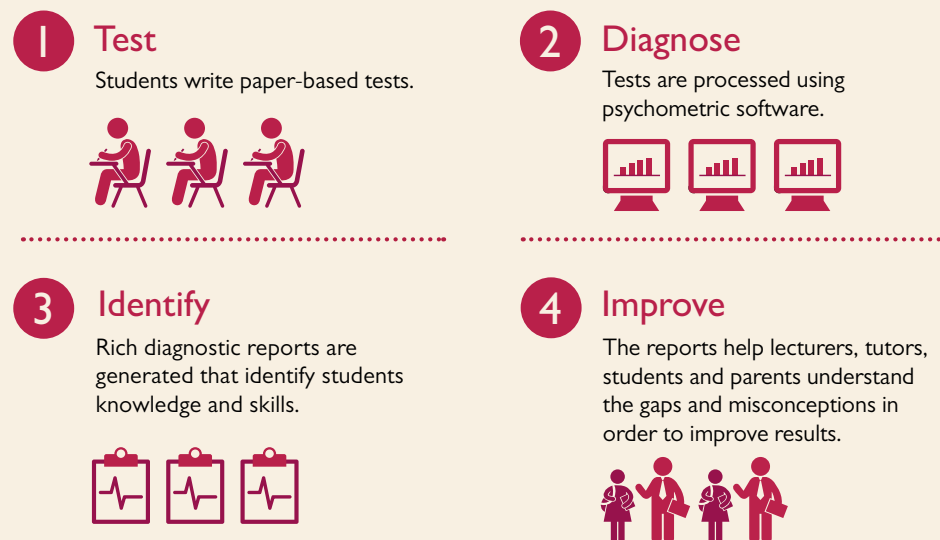 1 Test
Students write paper-based tests.
2 Diagnose
Tests are processed using
psychometric software.
3 Identify
Rich diagnostic reports are
generated that identify students
knowledge and skills.
4 Improve
The reports help lecturers, tutors,
students and parents understand
the gaps and misconceptions in
order to improve results.